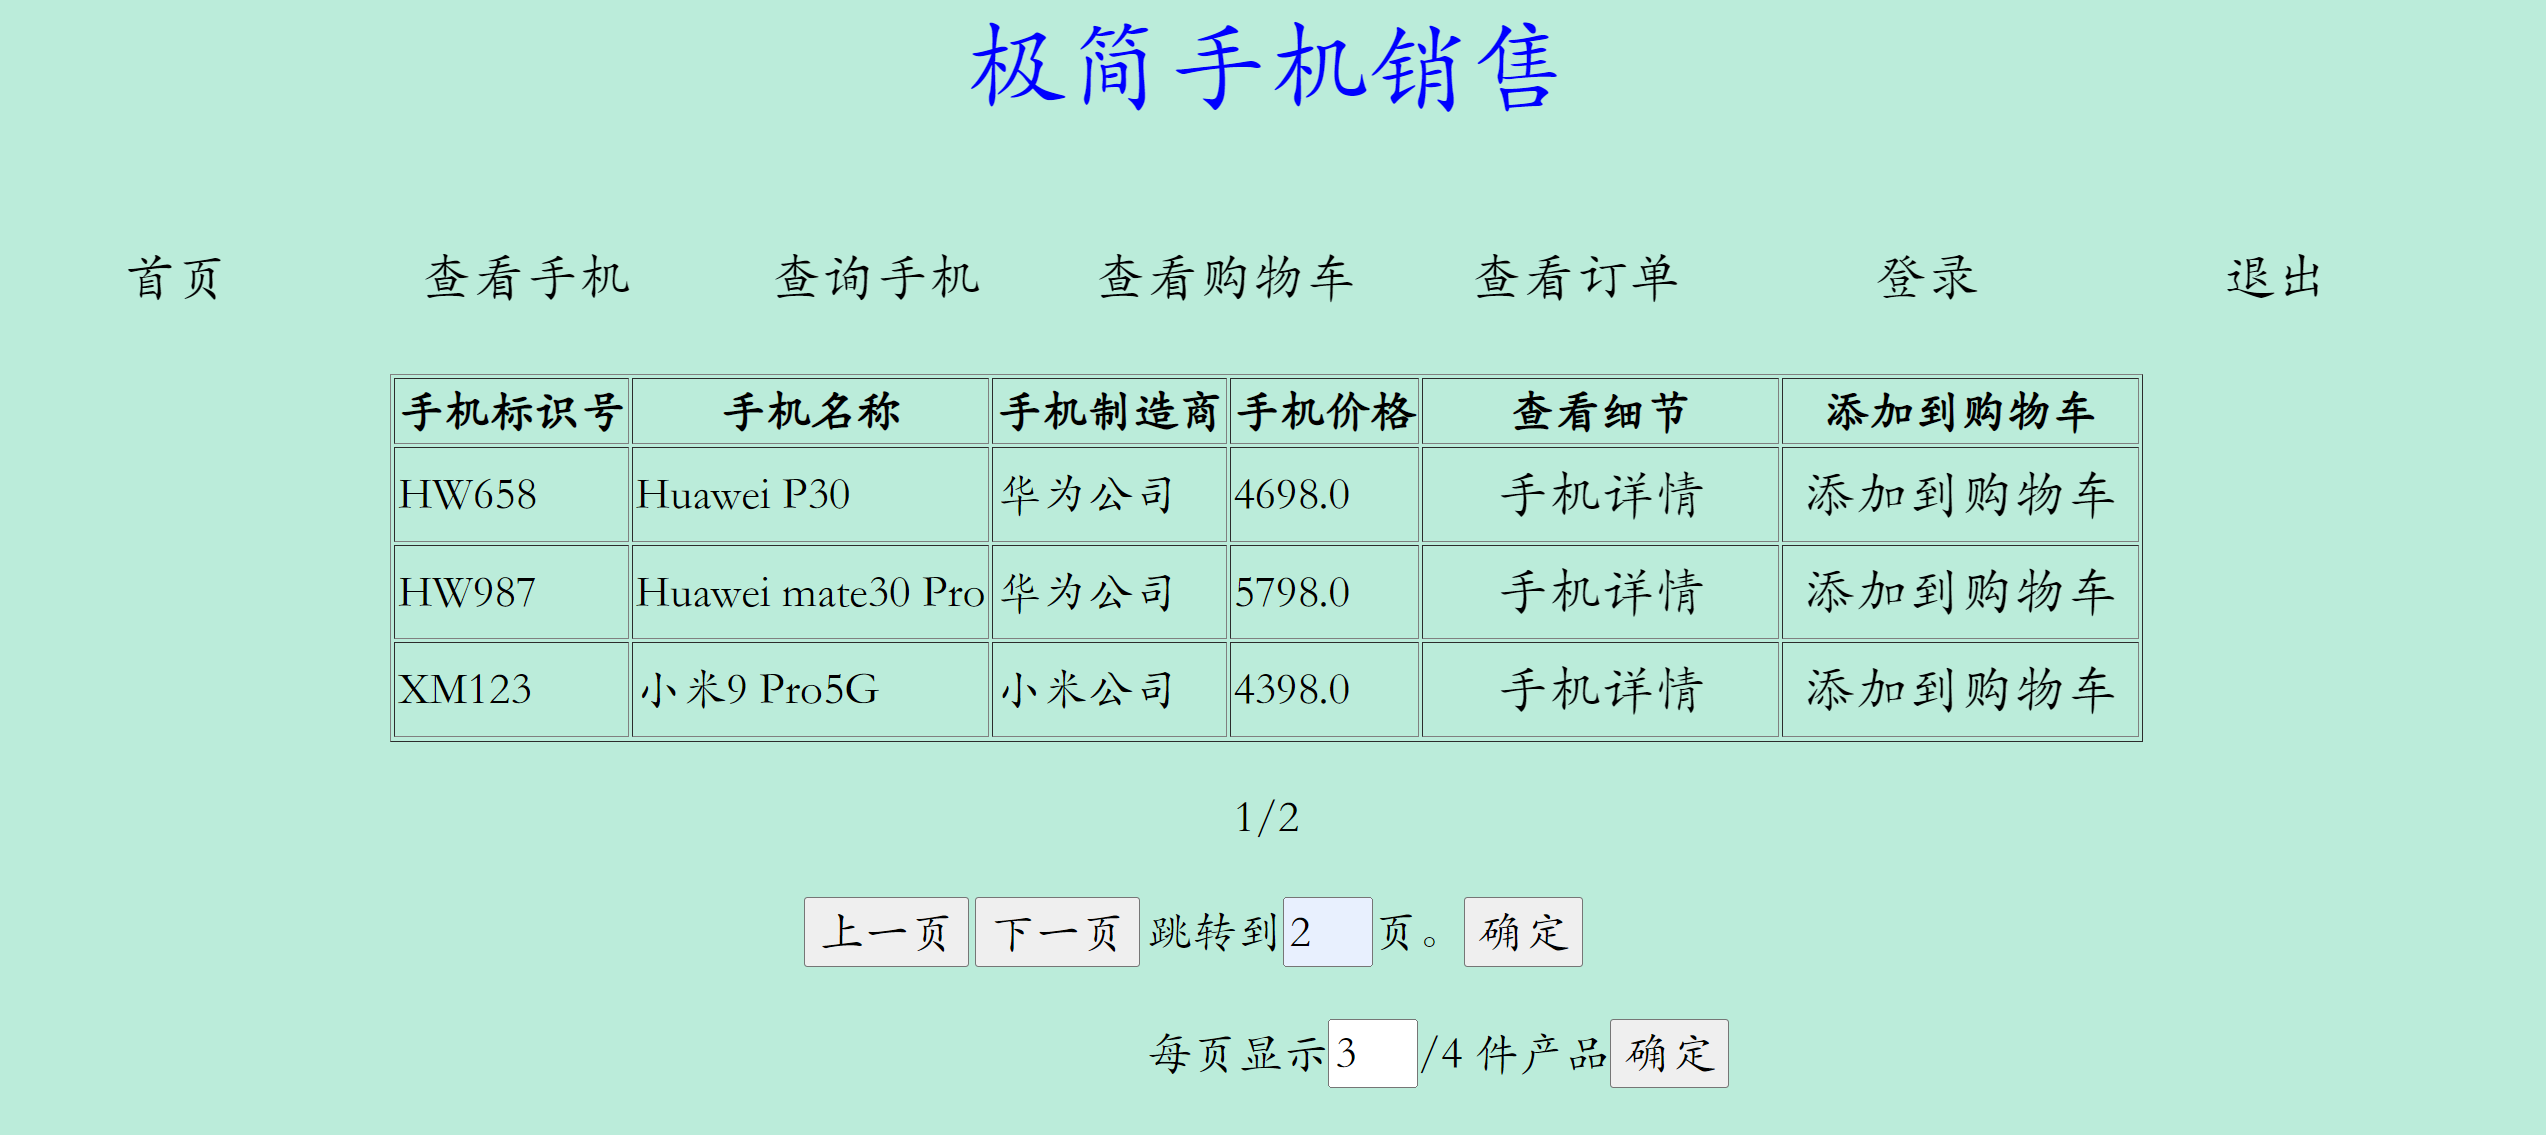 极简手机销售
首页 查看手机 查询手机 查看购物车 查看订单 登录 退出
手机标识号 手机名称 手机制造商 手机价格 查看细节 添加到购物车
HW658 Huawei P30 华为公司 4698.0 手机详情 添加到购物车
HW987 Huawei mate30 Pro 华为公司 5798.0 手机详情 添加到购物车
XM123 小米9 Pro5G 小米公司 4398.0 手机详情 添加到购物车
1/2
上一页 下一页 跳转到2页。 确定
每页显示3/4 件产品 确定